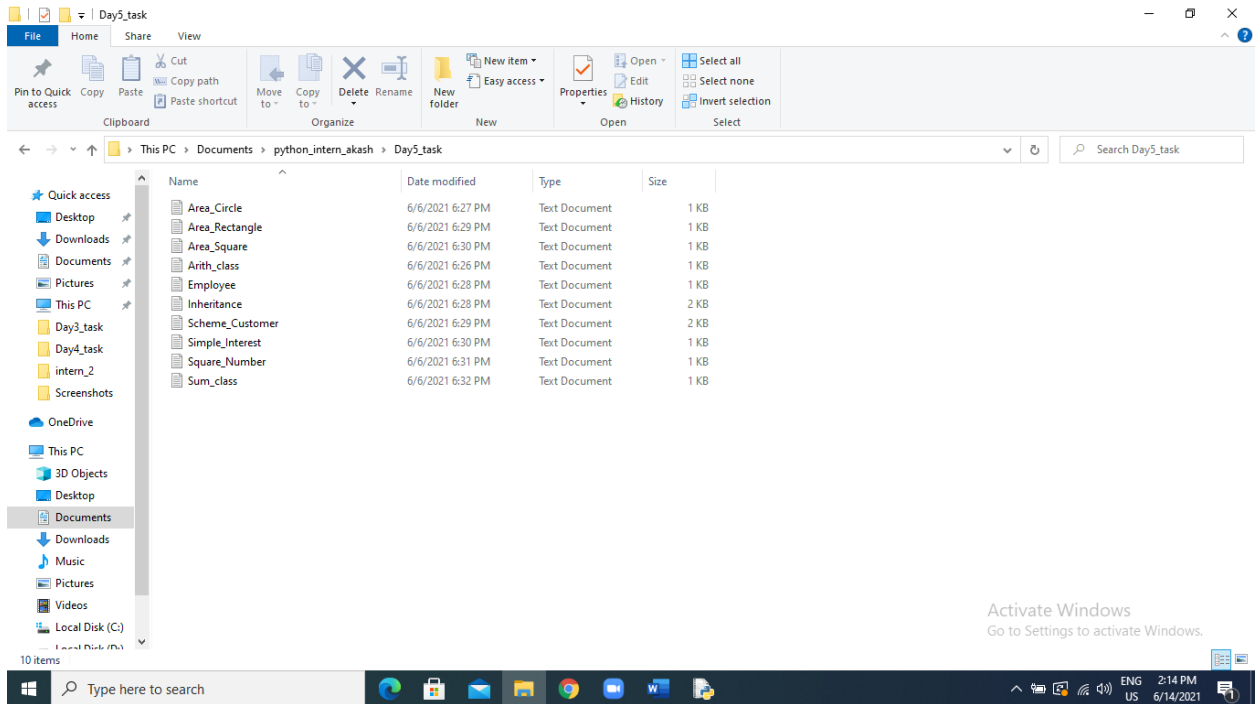 Day5_task
File Home Share View
Pin to Quick access
Copy
Paste
Cut
Copy path
Paste shortcut
Clipboard
Move to
Copy to
Delete
Rename
Organize
New folder
New item
Easy access
New
Properties
Open
Edit
History
Open
Select all
Select none
Invert selection
Select
This PC > Documents > python_intern_akash > Day5_task
Search Day5_task
Quick access
Desktop
Downloads
Documents
Pictures
This PC
Day3_task
Day4_task
intern_2
Screenshots
OneDrive
This PC
3D Objects
Desktop
Documents
Downloads
Music
Pictures
Videos
Local Disk (C:)
Local Disk (D:)
Name Date modified Type Size
Area_Circle 6/6/2021 6:27 PM Text Document 1 KB
Area_Rectangle 6/6/2021 6:29 PM Text Document 1 KB
Area_Square 6/6/2021 6:30 PM Text Document 1 KB
Arith_class 6/6/2021 6:26 PM Text Document 1 KB
Employee 6/6/2021 6:28 PM Text Document 1 KB
Inheritance 6/6/2021 6:28 PM Text Document 2 KB
Scheme_Customer 6/6/2021 6:29 PM Text Document 2 KB
Simple_Interest 6/6/2021 6:30 PM Text Document 1 KB
Square_Number 6/6/2021 6:31 PM Text Document 1 KB
Sum_class 6/6/2021 6:32 PM Text Document 1 KB
Activate Windows
Go to Settings to activate Windows.
10 items
Type here to search
ENG
US
2:14 PM
6/14/2021
1